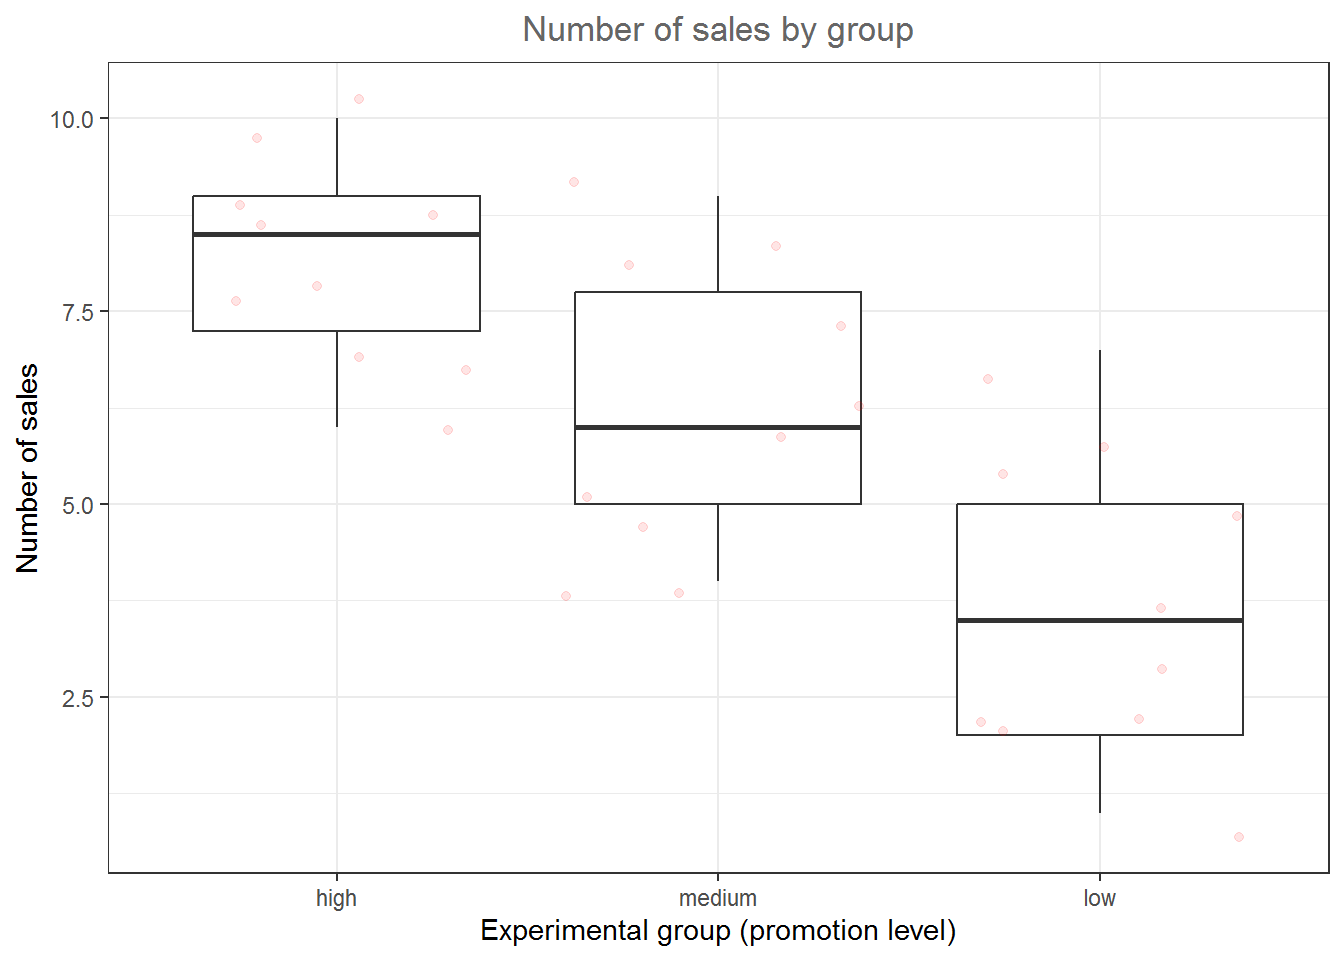 Number of sales by group
Number of sales
10.0
7.5
5.0
2.5
high medium low
Experimental group (promotion level)